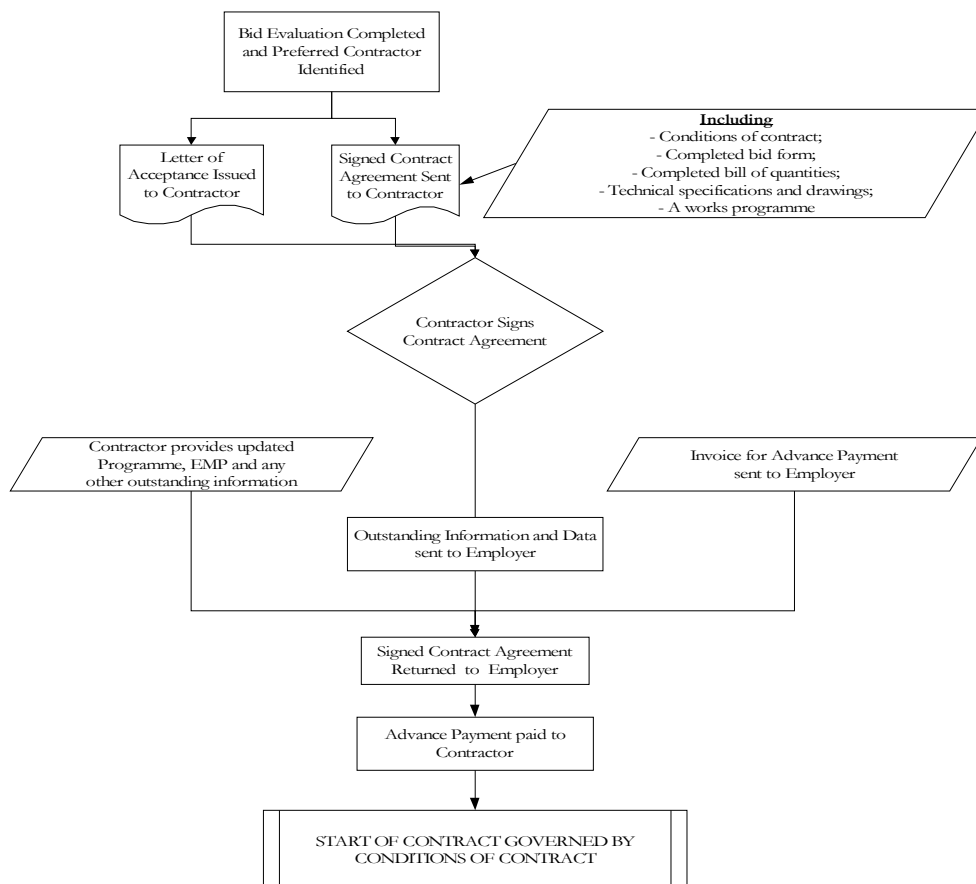 Bid Evaluation Completed
and Preferred Contractor
Identified
Letter of
Acceptance Issued
to Contractor
Signed Contract
Agreement Sent
to Contractor
Including
- Conditions of contract;
- Completed bid form;
- Completed bill of quantities;
- Technical specifications and drawings;
- A works programme
Contractor Signs
Contract Agreement
Contractor provides updated
Programme, EMP and any
other outstanding information
Invoice for Advance Payment
sent to Employer
Outstanding Information and Data
sent to Employer
Signed Contract Agreement
Returned to Employer
Advance Payment paid to
Contractor
START OF CONTRACT GOVERNED BY
CONDITIONS OF CONTRACT